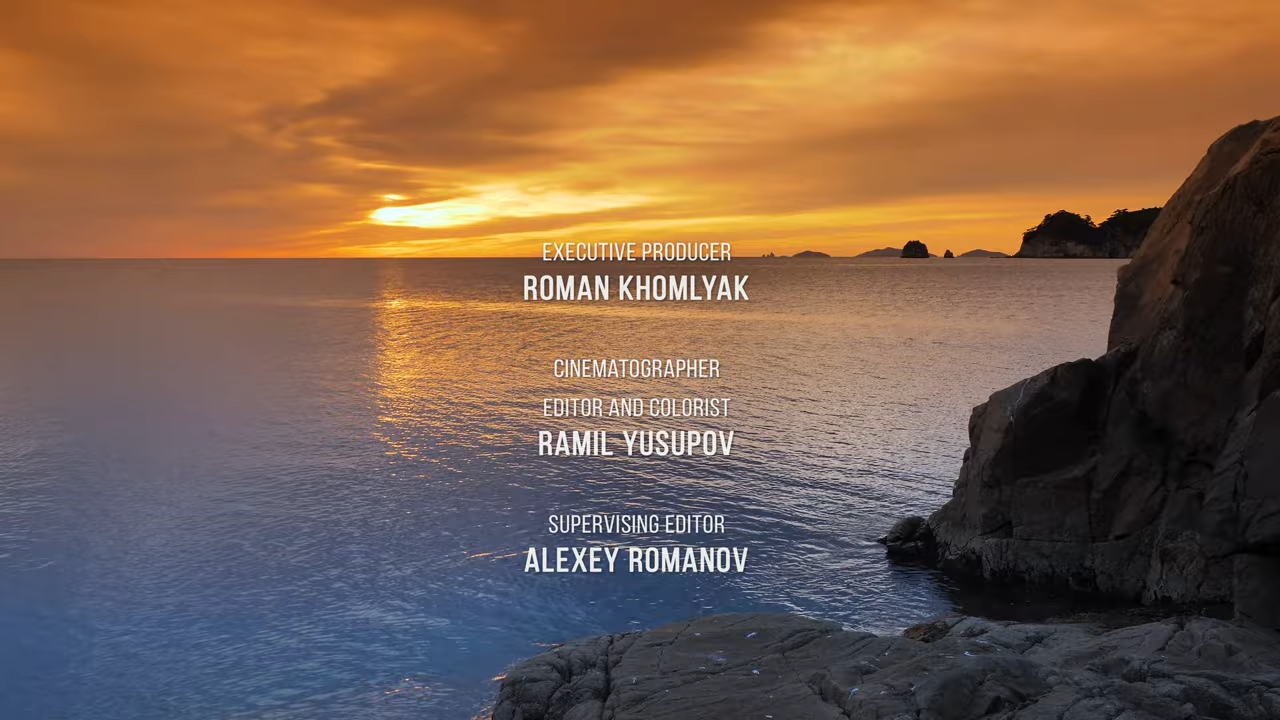 EXECUTIVE PRODUCER
ROMAN KHOMLYAK
CINEMATOGRAPHER
EDITOR AND COLORIST
RAMIL YUSUPOV
SUPERVISING EDITOR
ALEXEY ROMANOV